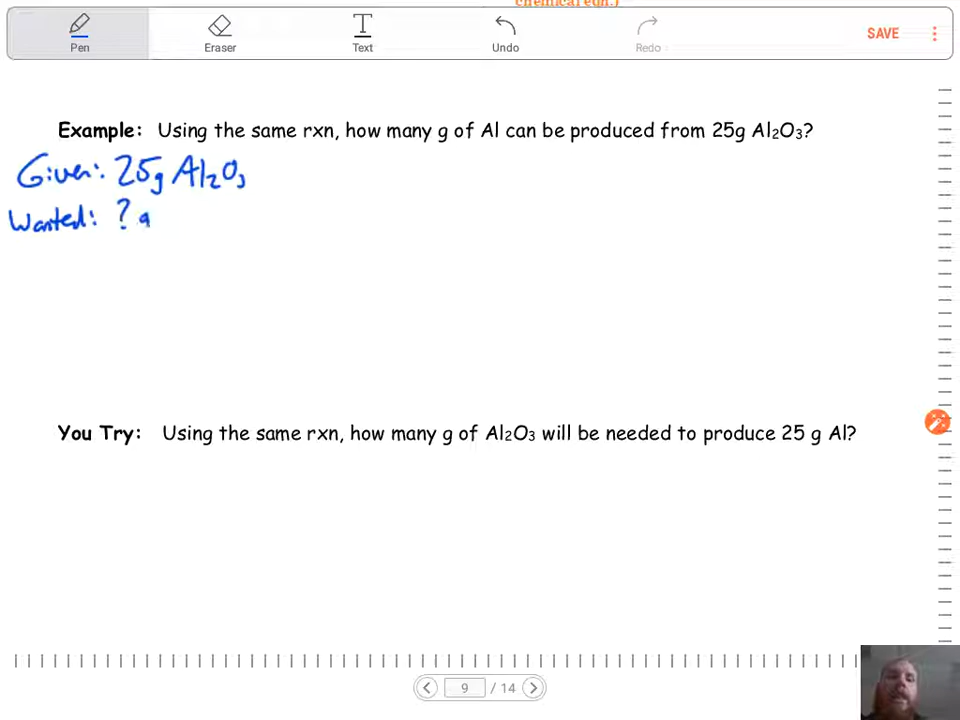 chemical eqn.)
Pen
Eraser
Text
Undo
Redo
SAVE
Example: Using the same rxn, how many g of Al can be produced from 25g Al₂O₃?
Given: 25g Al₂O₃
Wanted: ? g
You Try: Using the same rxn, how many g of Al₂O₃ will be needed to produce 25 g Al?
9 / 14